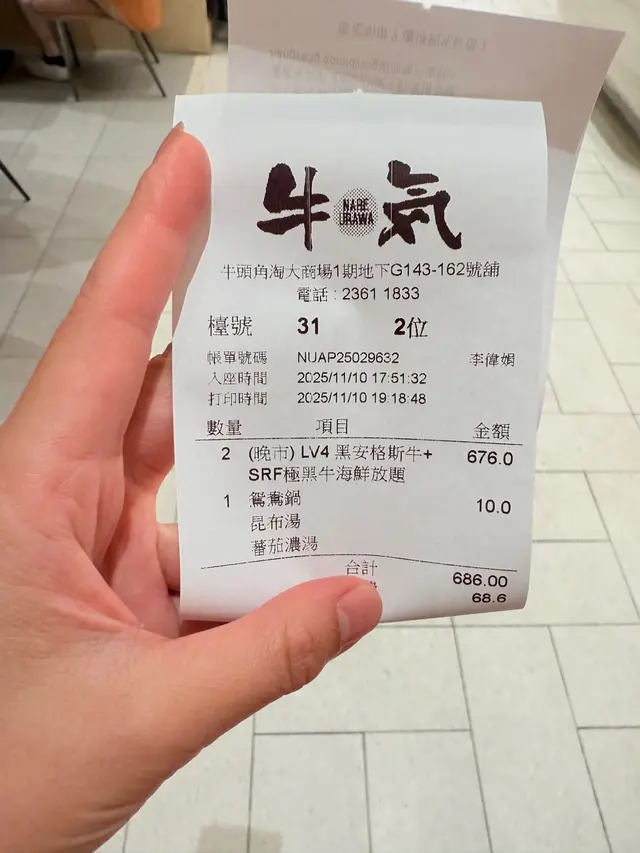 牛 NABE URAWA 氣
牛頭角淘大商場1期地下G143-162號舖
電話 : 2361 1833
檯號 31 2位
帳單號碼 NUAP25029632 李偉娟
入座時間 2025/11/10 17:51:32
打印時間 2025/11/10 19:18:48
數量 項目 金額
2 (晚市) LV4 黑安格斯牛+ 676.0
SRF極黑牛海鮮放題
1 鴛鴦鍋 10.0
昆布湯
蕃茄濃湯
合計 686.00
68.6